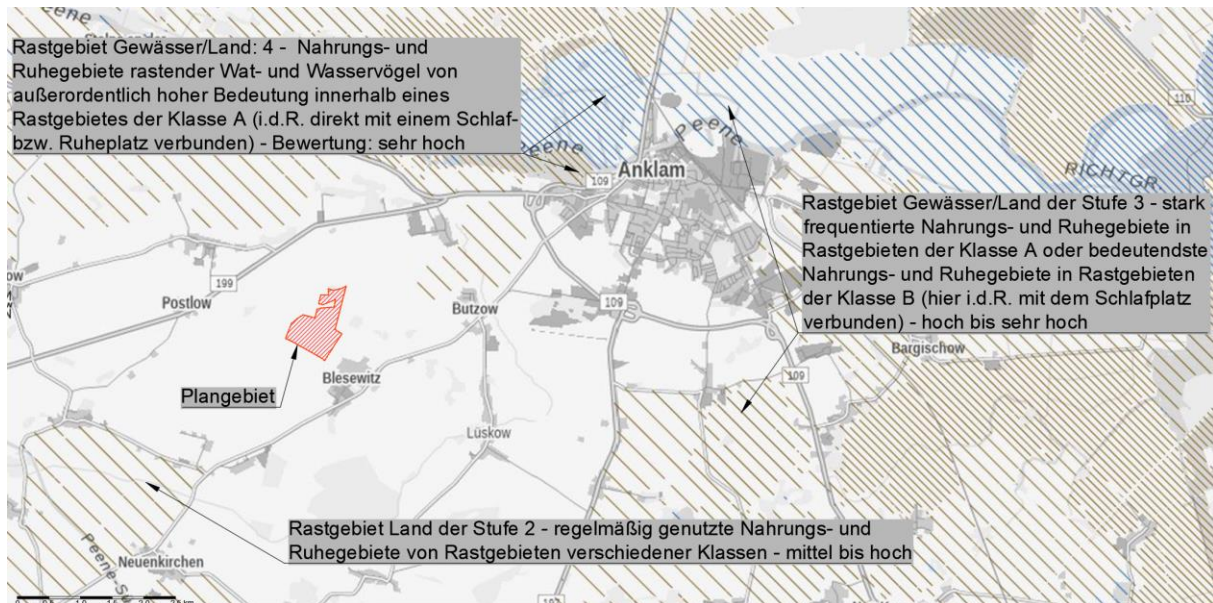 Peene
Rastgebiet Gewässer/Land: 4 - Nahrungs- und
Ruhegebiete rastender Wat- und Wasservögel von
außerordentlich hoher Bedeutung innerhalb eines
Rastgebietes der Klasse A (i.d.R. direkt mit einem Schlaf-
bzw. Ruheplatz verbunden) - Bewertung: sehr hoch
Peene
Peene
110
109
Anklam
RICHTGR.
Rastgebiet Gewässer/Land der Stufe 3 - stark
frequentierte Nahrungs- und Ruhegebiete in
Rastgebieten der Klasse A oder bedeutendste
Nahrungs- und Ruhegebiete in Rastgebieten
der Klasse B (hier i.d.R. mit dem Schlafplatz
verbunden) - hoch bis sehr hoch
199
Postlow
Butzow
109
Bargischow
109
Blesewitz
Plangebiet
Lüskow
Rastgebiet Land der Stufe 2 - regelmäßig genutzte Nahrungs- und
Ruhegebiete von Rastgebieten verschiedener Klassen - mittel bis hoch
Neuenkirchen